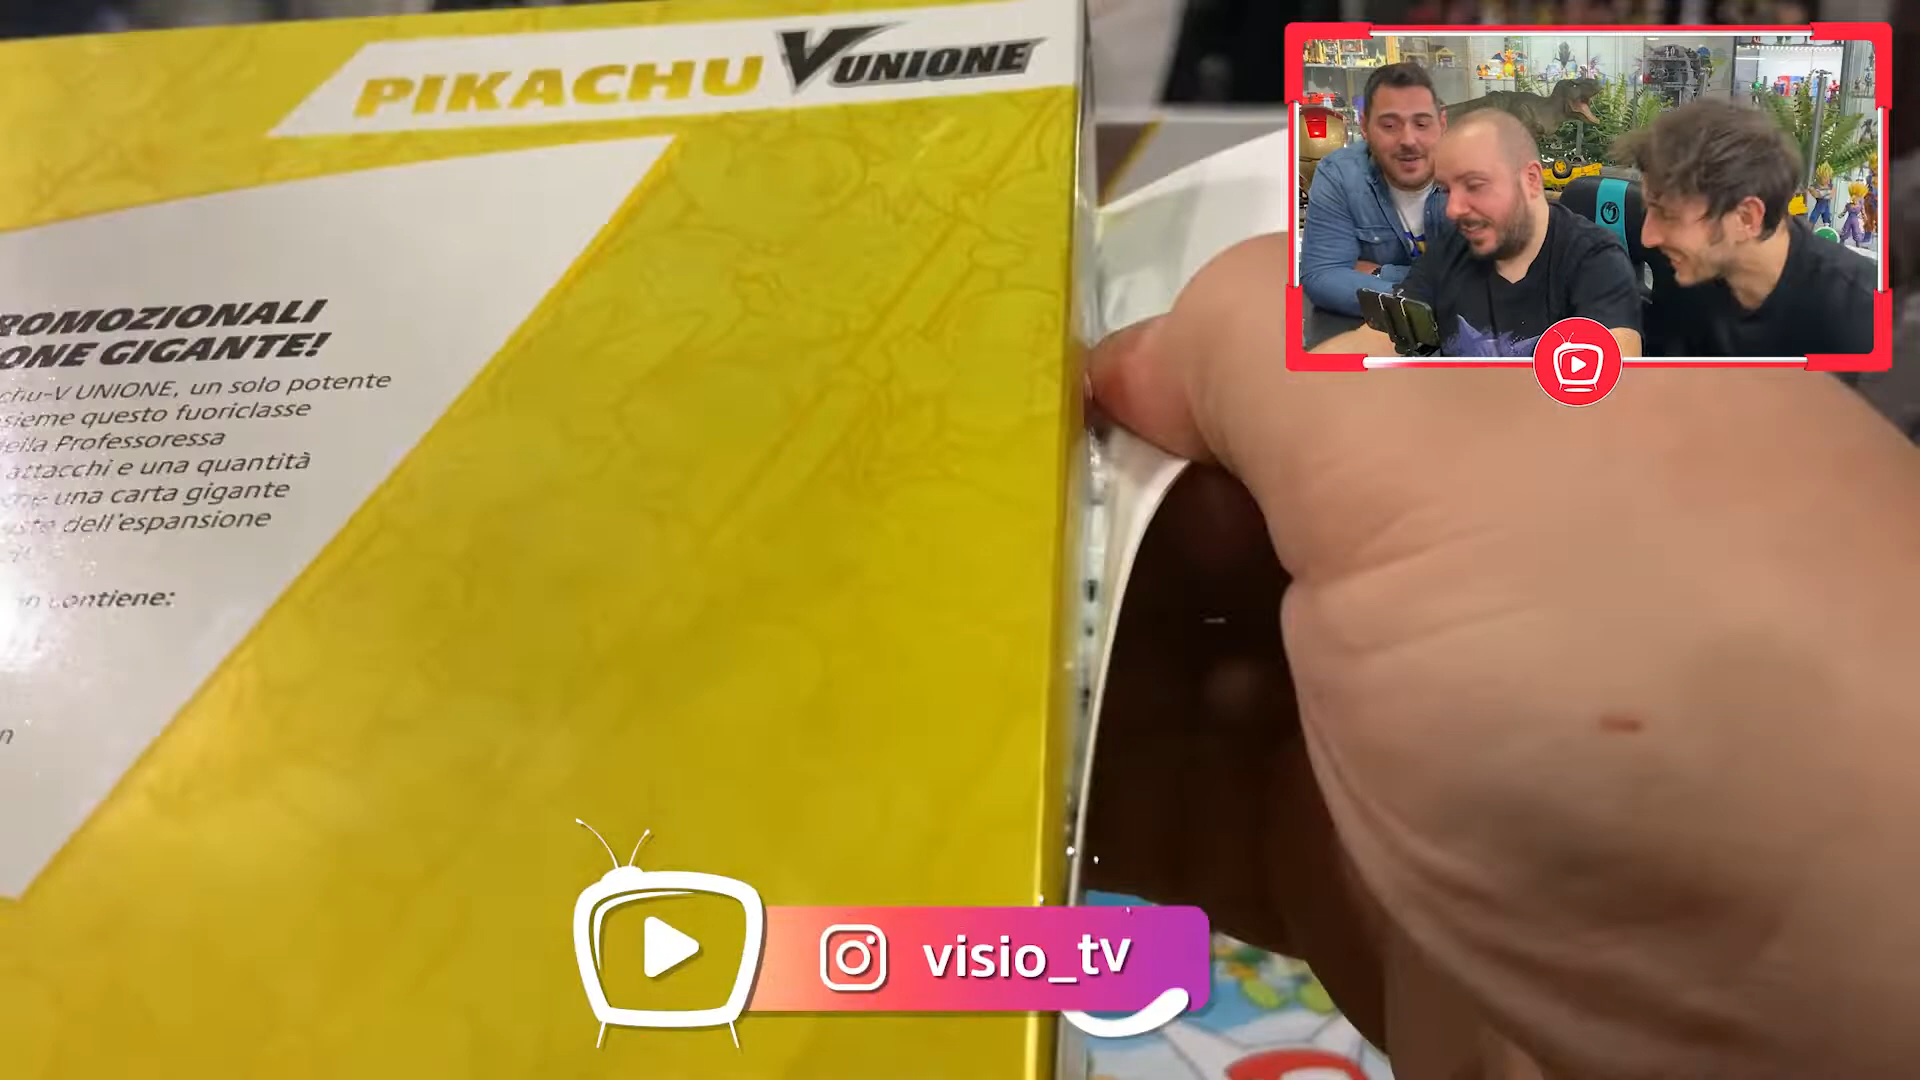 PIKACHU V UNIONE
ROMOZIONALI
ONE GIGANTE!
chu-V UNIONE, un solo potente
sieme questo fuoriclasse
ella Professoressa
attacchi e una quantità
una carta gigante
dell'espansione
contiene:
visio_tv